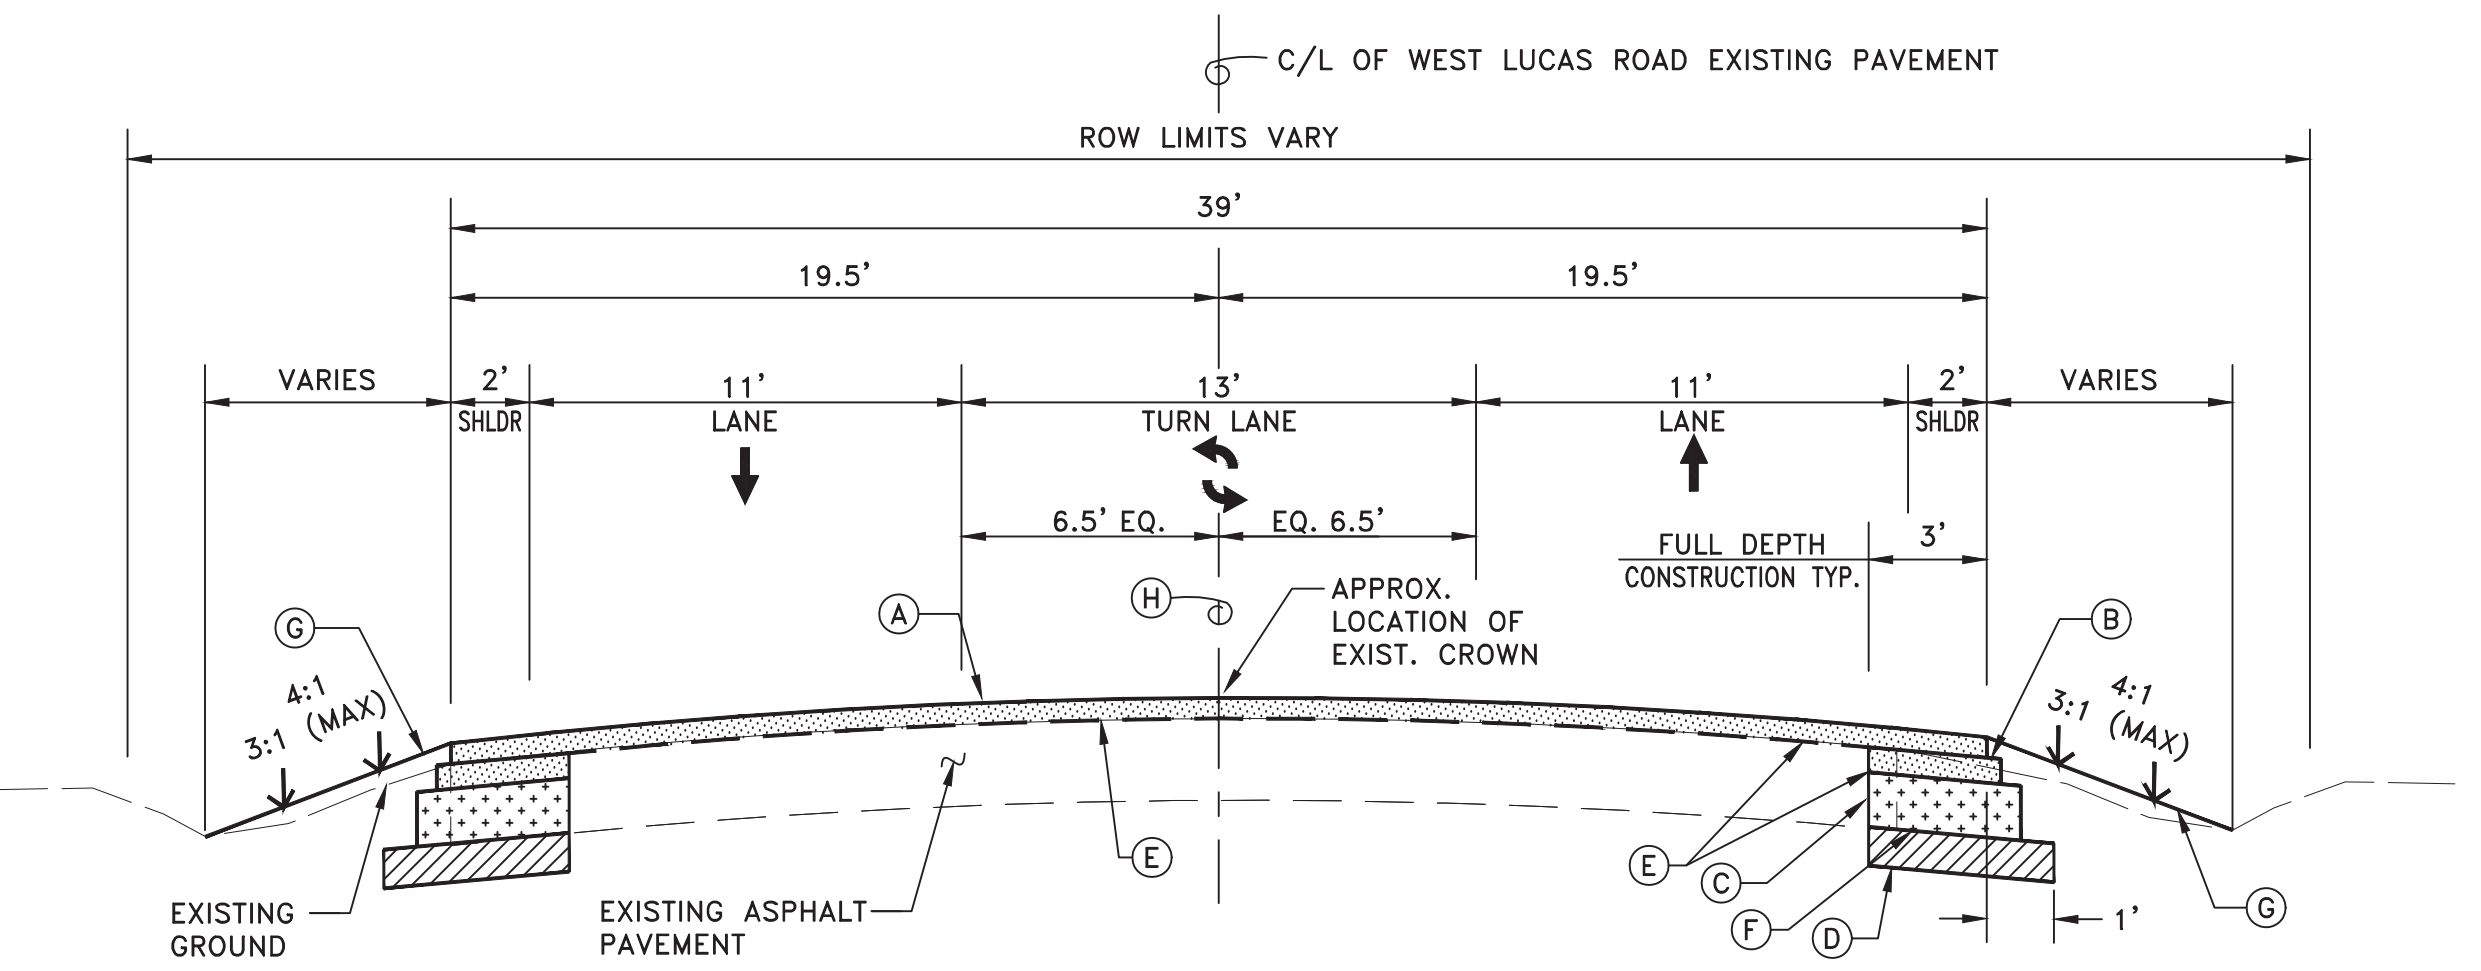 C/L OF WEST LUCAS ROAD EXISTING PAVEMENT
ROW LIMITS VARY
39'
19.5'
19.5'
VARIES
2'
11'
13'
11'
2'
VARIES
SHLDR
LANE
TURN LANE
LANE
SHLDR
6.5' EQ.
EQ. 6.5'
FULL DEPTH
CONSTRUCTION TYP.
3'
H
APPROX.
LOCATION OF
EXIST. CROWN
A
G
B
4:1
(MAX)
3:1
3:1
4:1
(MAX)
E
E
C
F
D
G
1'
EXISTING
GROUND
EXISTING ASPHALT
PAVEMENT